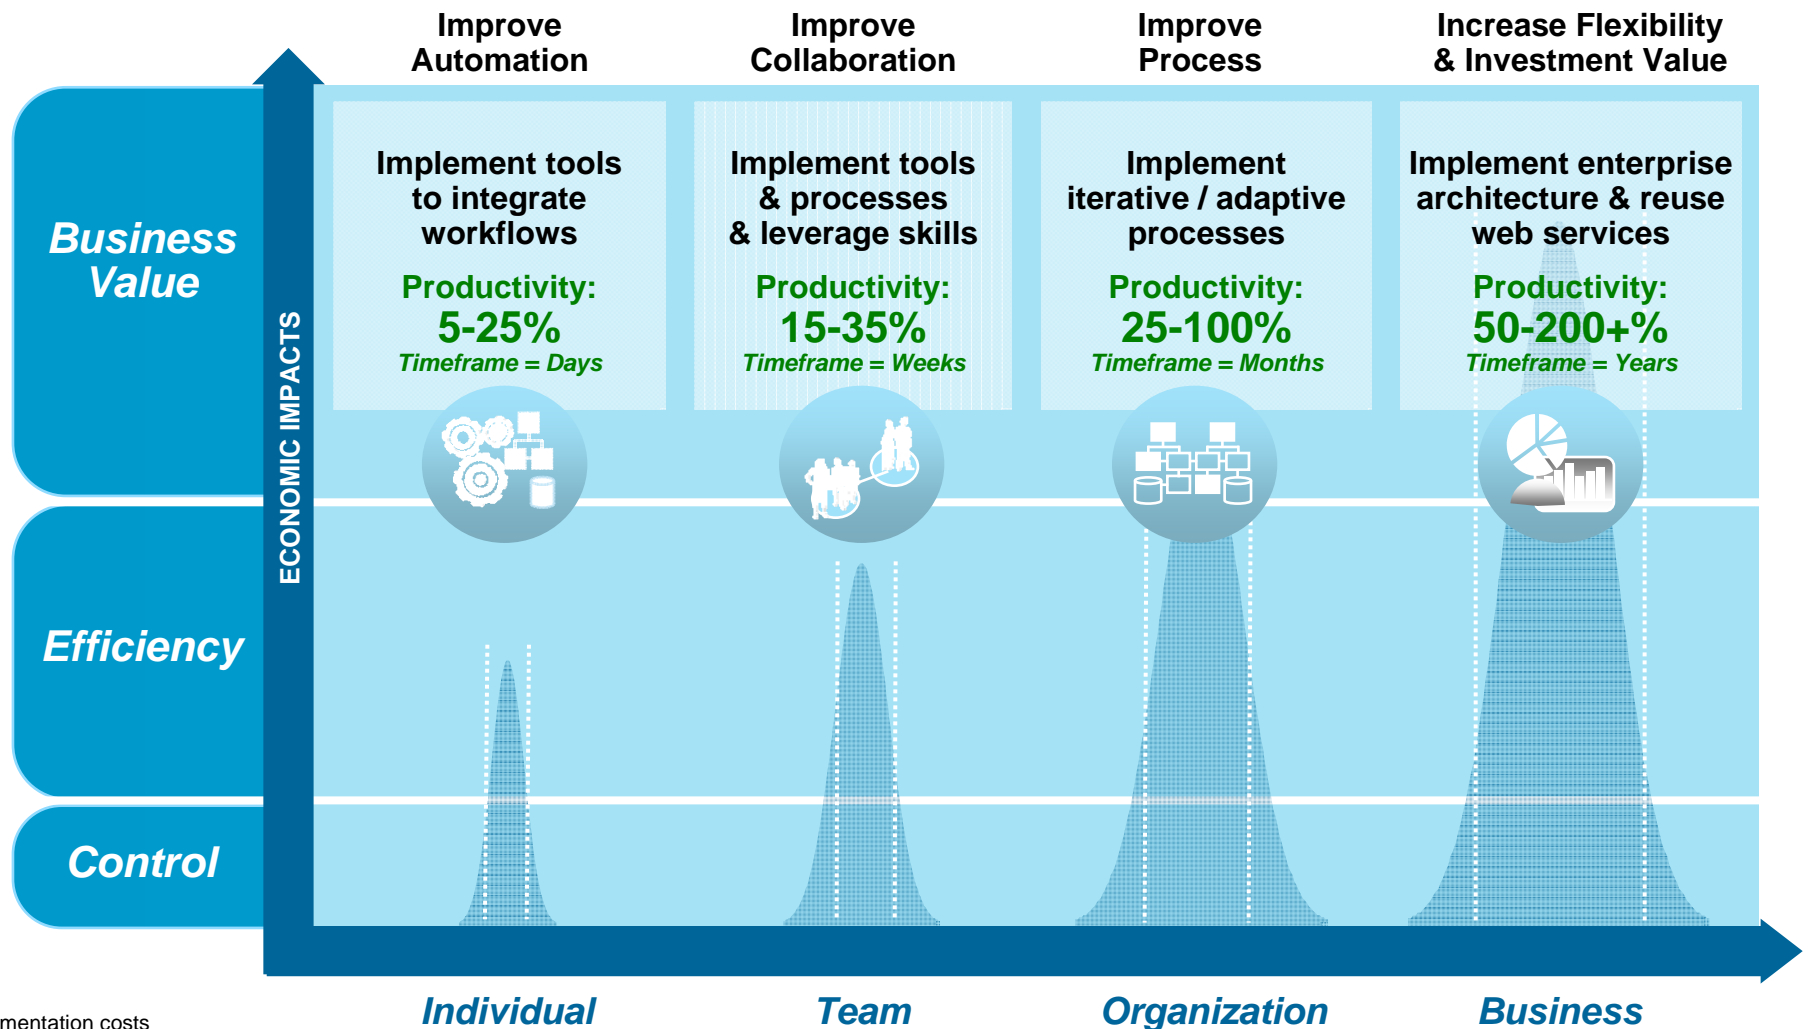 Improve
Automation
Improve
Collaboration
Improve
Process
Increase Flexibility
& Investment Value
Business
Value
Efficiency
Control
ECONOMIC IMPACTS
Implement tools
to integrate
workflows
Productivity:
5-25%
Timeframe = Days
Implement tools
& processes
& leverage skills
Productivity:
15-35%
Timeframe = Weeks
Implement
iterative / adaptive
processes
Productivity:
25-100%
Timeframe = Months
Implement enterprise
architecture & reuse
web services
Productivity:
50-200+%
Timeframe = Years
Individual
Team
Organization
Business
costs